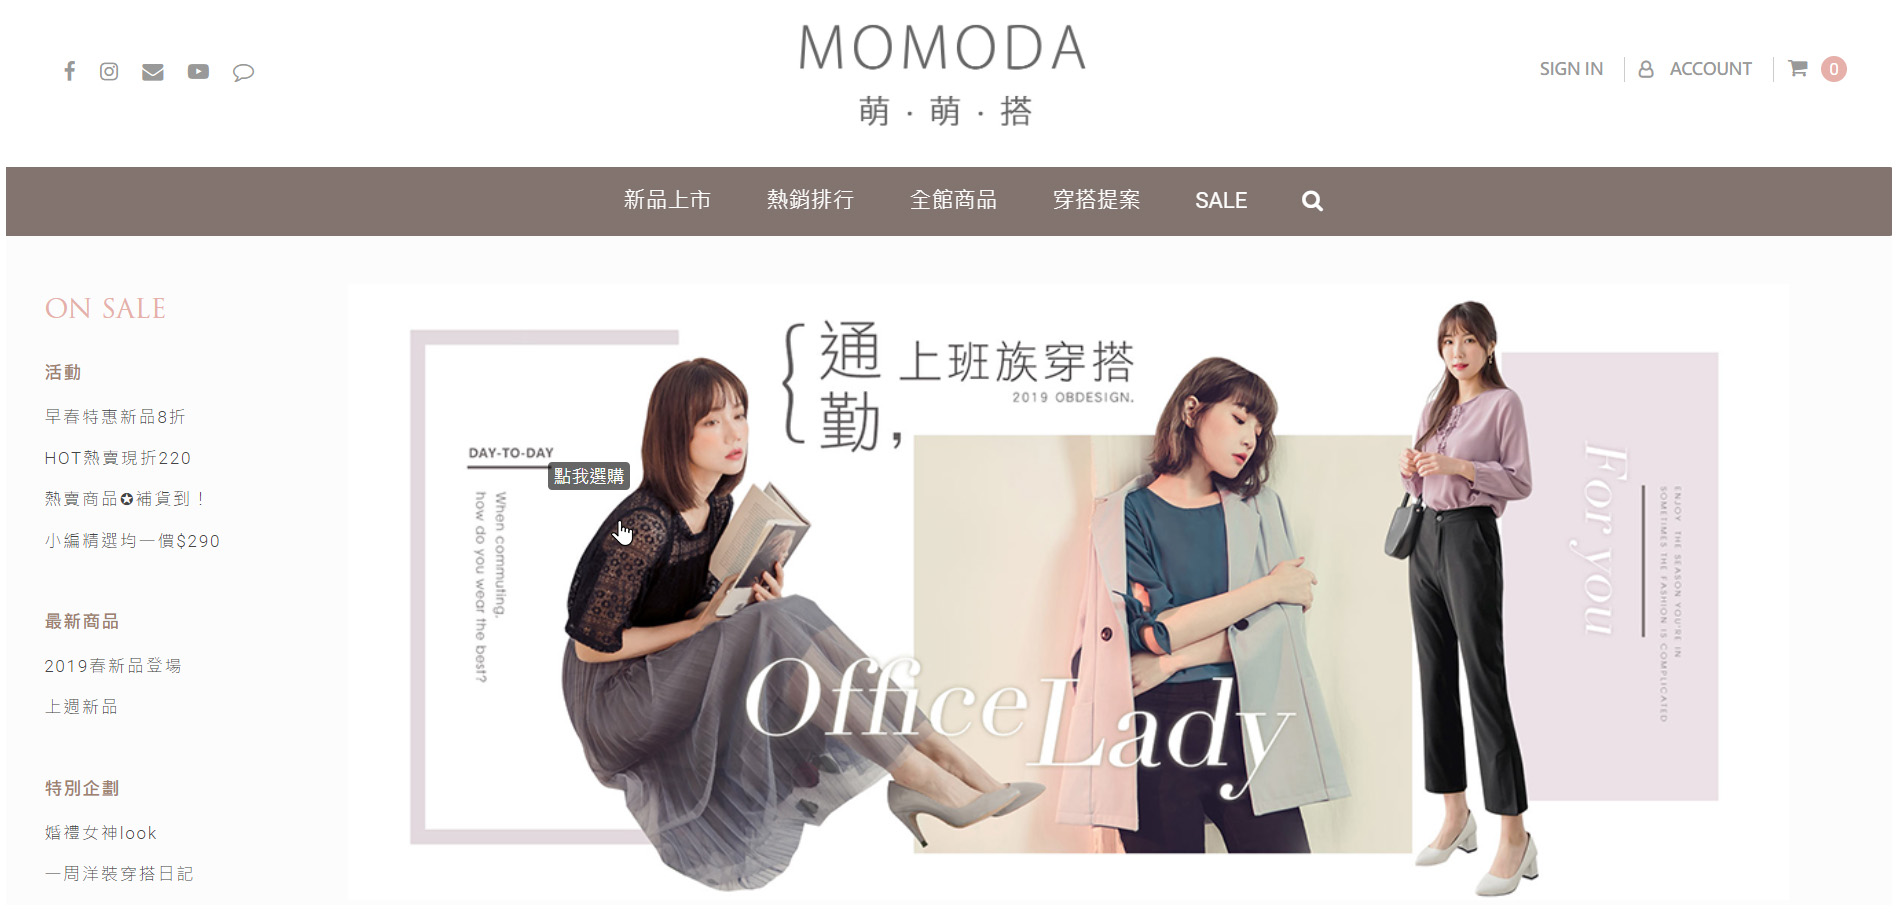 MOMODA
萌·萌·搭
SIGN IN
ACCOUNT
0
新品上市
熱銷排行
全館商品
穿搭提案
SALE
ON SALE
活動
早春特惠新品8折
HOT熱賣現折220
熱賣商品✪補貨到！
小編精選均一價$290
最新商品
2019春新品登場
上週新品
特別企劃
婚禮女神look
一周洋裝穿搭日記
通勤，
上班族穿搭
2019 OBDESIGN.
DAY-TO-DAY
點我選購
When commuting.
how do you wear the best?
Office Lady
For you
ENJOY THE SEASON YOU'RE IN
SOMETIMES THE FASHION IS COMPLICATED